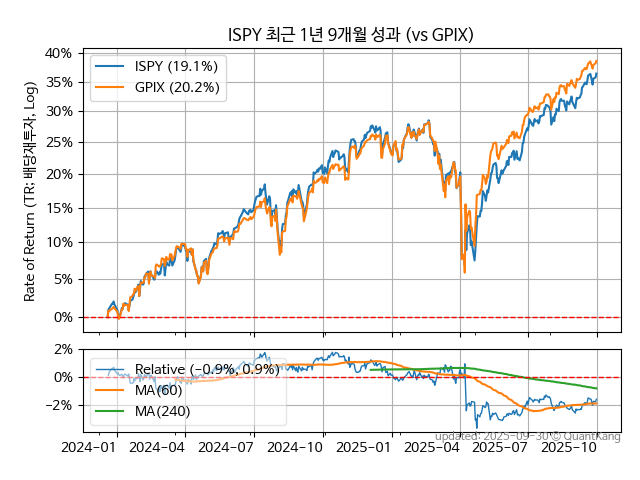 ISPY 최근 1년 9개월 성과 (vs GPIX)
Rate of Return (TR: 배당재투자, Log)
40%
35%
30%
25%
20%
15%
10%
5%
0%
ISPY (19.1%)
GPIX (20.2%)
2%
0%
−2%
Relative (−0.9%, 0.9%)
MA(60)
MA(240)
updated: 2025-09-30 © QuantKang
2024-01 2024-04 2024-07 2024-10 2025-01 2025-04 2025-07 2025-10